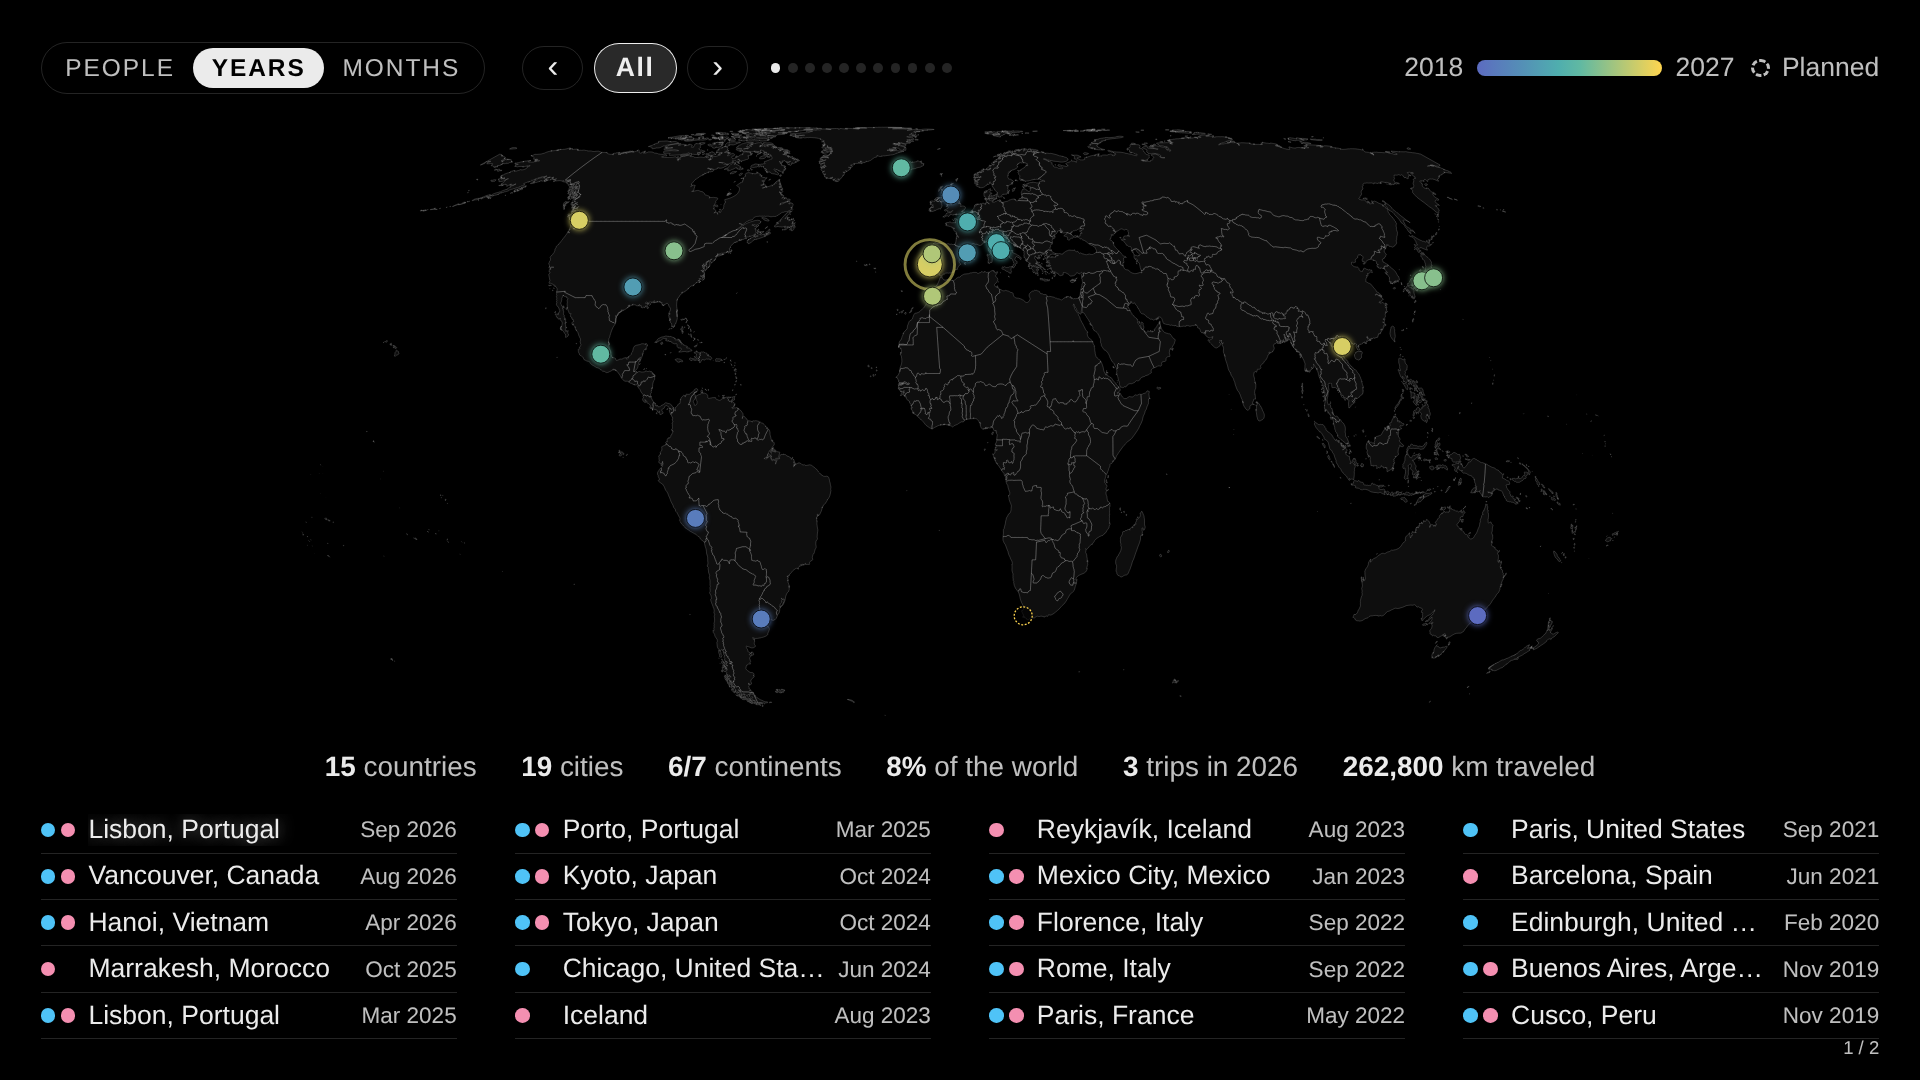 PEOPLE YEARS MONTHS ‹ All › 2018 2027 Planned
15 countries 19 cities 6/7 continents 8% of the world 3 trips in 2026 262,800 km traveled
Lisbon, Portugal Sep 2026
Vancouver, Canada Aug 2026
Hanoi, Vietnam Apr 2026
Marrakesh, Morocco Oct 2025
Lisbon, Portugal Mar 2025
Porto, Portugal Mar 2025
Kyoto, Japan Oct 2024
Tokyo, Japan Oct 2024
Chicago, United Sta… Jun 2024
Iceland Aug 2023
Reykjavík, Iceland Aug 2023
Mexico City, Mexico Jan 2023
Florence, Italy Sep 2022
Rome, Italy Sep 2022
Paris, France May 2022
Paris, United States Sep 2021
Barcelona, Spain Jun 2021
Edinburgh, United … Feb 2020
Buenos Aires, Arge… Nov 2019
Cusco, Peru Nov 2019
1 / 2